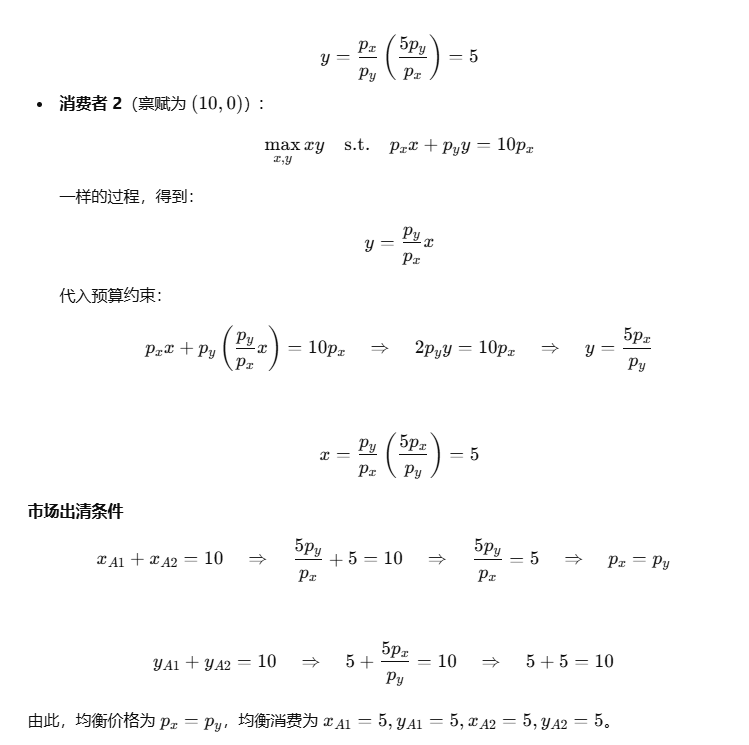 $y = \frac{p_x}{p_y}\left(\frac{5p_y}{p_x}\right) = 5$
• 消费者 2（禀赋为 $(10, 0)$）：
$\max_{x,y} xy \quad \text{s.t.} \quad p_x x + p_y y = 10p_x$
一样的过程，得到：
$y = \frac{p_y}{p_x}x$
代入预算约束：
$p_x x + p_y\left(\frac{p_y}{p_x}x\right) = 10p_x \quad \Rightarrow \quad 2p_y y = 10p_x \quad \Rightarrow \quad y = \frac{5p_x}{p_y}$
$x = \frac{p_y}{p_x}\left(\frac{5p_x}{p_y}\right) = 5$
市场出清条件
$x_{A1} + x_{A2} = 10 \quad \Rightarrow \quad \frac{5p_y}{p_x} + 5 = 10 \quad \Rightarrow \quad \frac{5p_y}{p_x} = 5 \quad \Rightarrow \quad p_x = p_y$
$y_{A1} + y_{A2} = 10 \quad \Rightarrow \quad 5 + \frac{5p_x}{p_y} = 10 \quad \Rightarrow \quad 5 + 5 = 10$
由此，均衡价格为 $p_x = p_y$，均衡消费为 $x_{A1} = 5, y_{A1} = 5, x_{A2} = 5, y_{A2} = 5$。